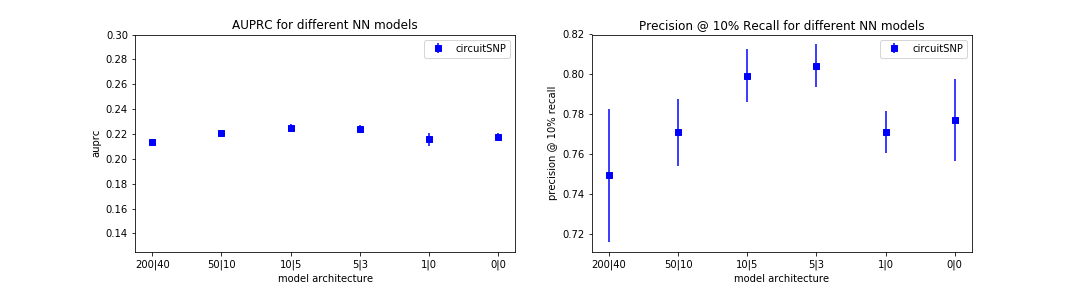 AUPRC for different NN models
0.30
0.28
0.26
0.24
0.22
0.20
0.18
0.16
0.14
auprc
circuitSNP
200|40 50|10 10|5 5|3 1|0 0|0
model architecture
Precision @ 10% Recall for different NN models
0.82
0.80
0.78
0.76
0.74
0.72
precision @ 10% recall
circuitSNP
200|40 50|10 10|5 5|3 1|0 0|0
model architecture